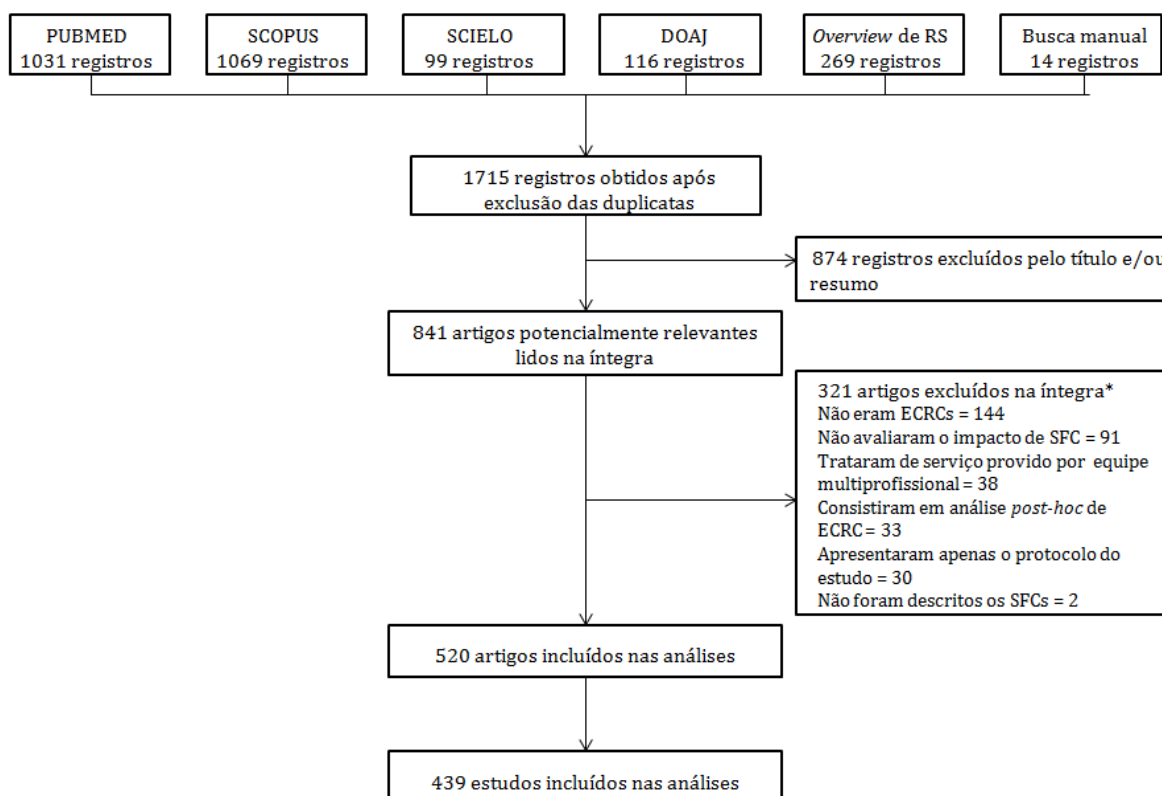 PUBMED
1031 registros
SCOPUS
1069 registros
SCIELO
99 registros
DOAJ
116 registros
Overview de RS
269 registros
Busca manual
14 registros
1715 registros obtidos após
exclusão das duplicatas
874 registros excluídos pelo título e/ou
resumo
841 artigos potencialmente relevantes
lidos na íntegra
321 artigos excluídos na íntegra*
Não eram ECRCs = 144
Não avaliaram o impacto de SFC = 91
Trataram de serviço provido por equipe
multiprofissional = 38
Consistiram em análise post-hoc de
ECRC = 33
Apresentaram apenas o protocolo do
estudo = 30
Não foram descritos os SFCs = 2
520 artigos incluídos nas análises
439 estudos incluídos nas análises